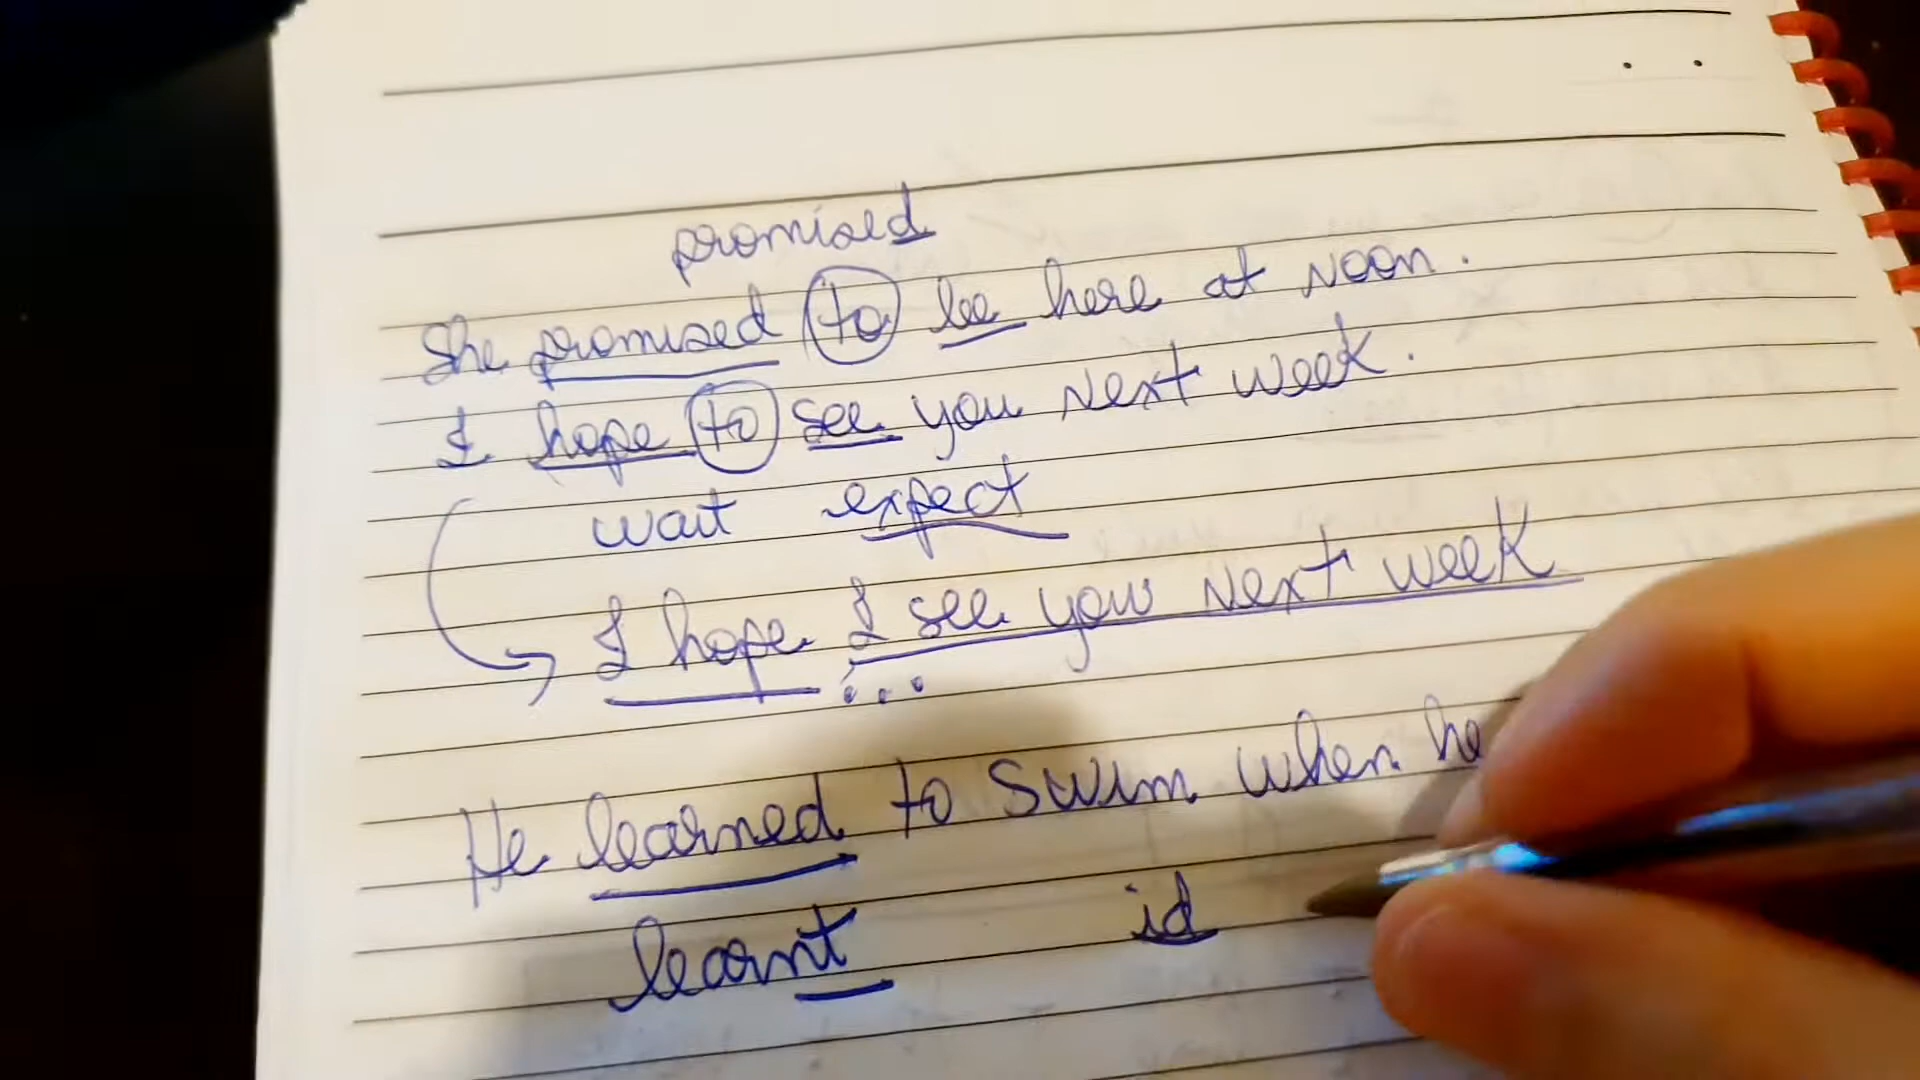 promised
She promised to be here at noon.
I hope to see you next week.
wait expect
I hope I see you next week
...
He learned to swim when he
learnt id